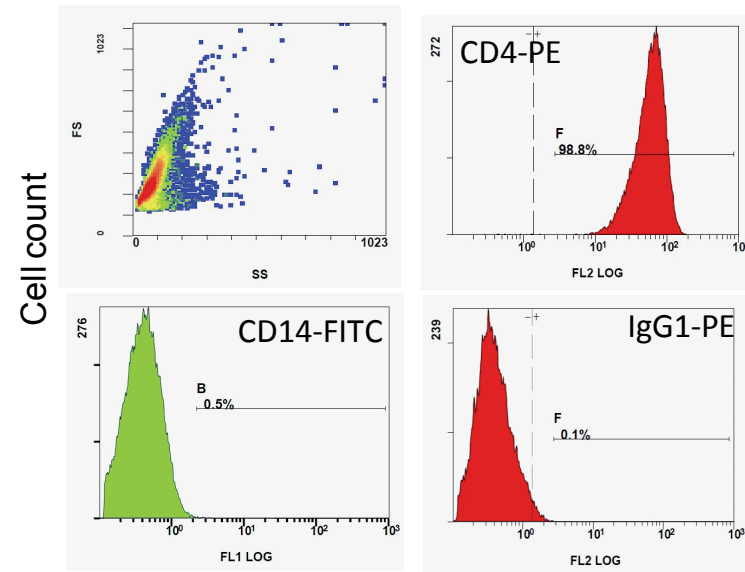 Cell count
1023
FS
0
0
1023
SS
CD4-PE
272
-+
F
98.8%
10⁰
10¹
10²
10
FL2 LOG
CD14-FITC
276
B
0.5%
10⁰
10¹
10²
10³
FL1 LOG
IgG1-PE
239
-+
F
0.1%
10⁰
10¹
10²
10³
FL2 LOG